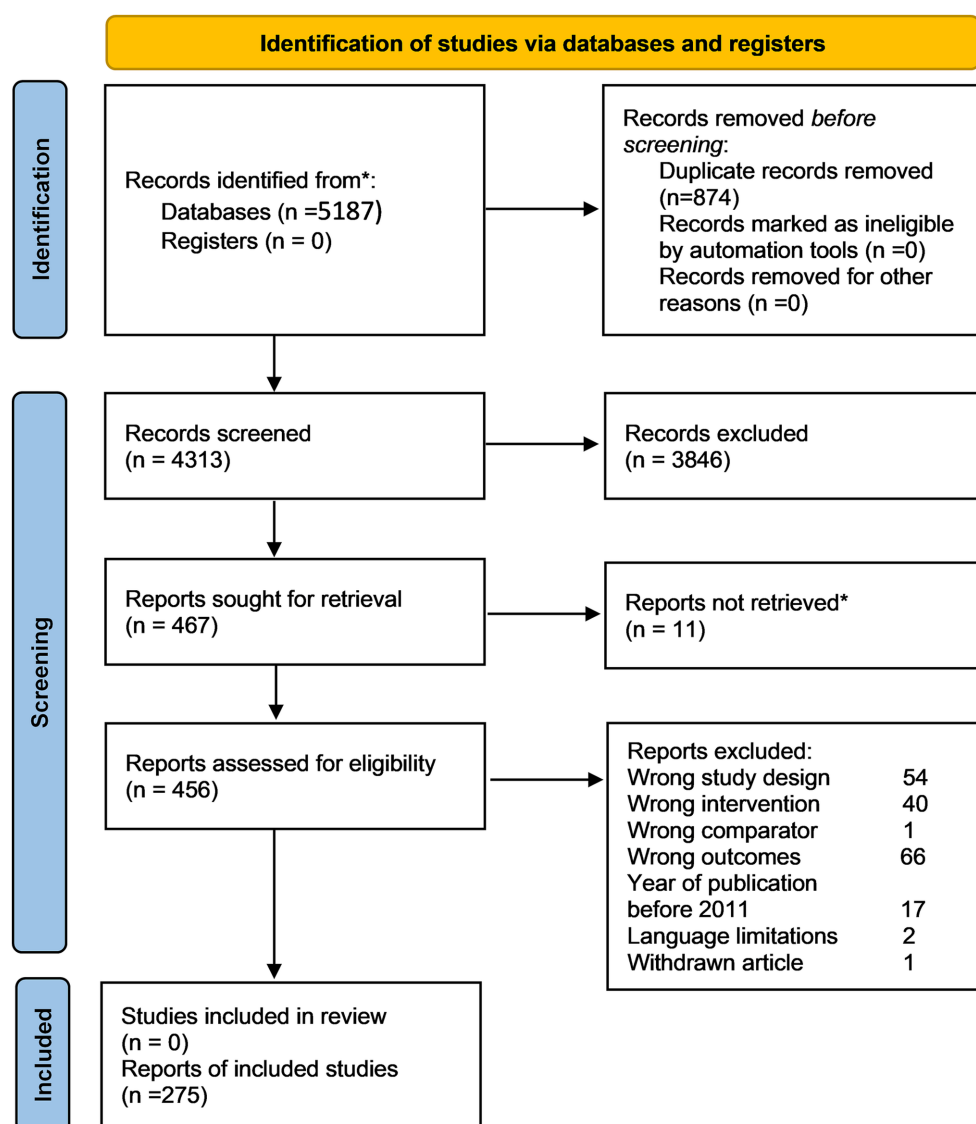 Identification of studies via databases and registers
Identification
Records identified from*:
Databases (n =5187)
Registers (n = 0)
Records removed before
screening:
Duplicate records removed
(n=874)
Records marked as ineligible
by automation tools (n =0)
Records removed for other
reasons (n =0)
Screening
Records screened
(n = 4313)
Records excluded
(n = 3846)
Reports sought for retrieval
(n = 467)
Reports not retrieved*
(n = 11)
Reports assessed for eligibility
(n = 456)
Reports excluded:
Wrong study design 54
Wrong intervention 40
Wrong comparator 1
Wrong outcomes 66
Year of publication
before 2011 17
Language limitations 2
Withdrawn article 1
Included
Studies included in review
(n = 0)
Reports of included studies
(n =275)